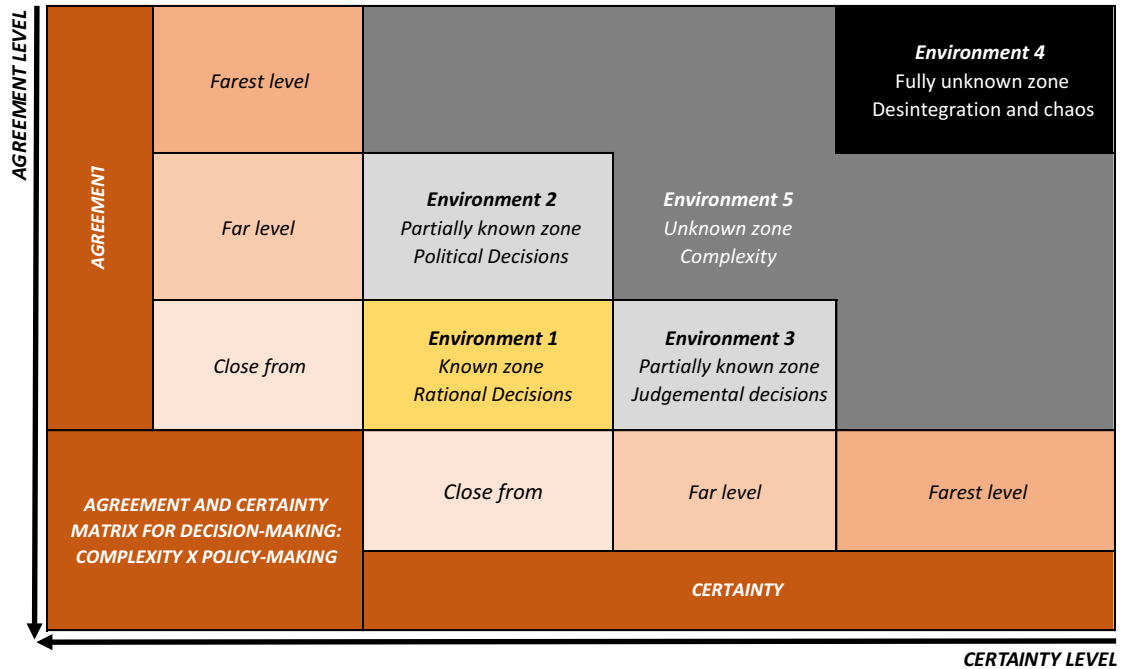 AGREEMENT LEVEL
AGREEMENT
Farest level
Environment 4
Fully unknown zone
Desintegration and chaos
Far level
Environment 2
Partially known zone
Political Decisions
Environment 5
Unknown zone
Complexity
Close from
Environment 1
Known zone
Rational Decisions
Environment 3
Partially known zone
Judgemental decisions
AGREEMENT AND CERTAINTY
MATRIX FOR DECISION-MAKING:
COMPLEXITY X POLICY-MAKING
Close from
Far level
Farest level
CERTAINTY
CERTAINTY LEVEL